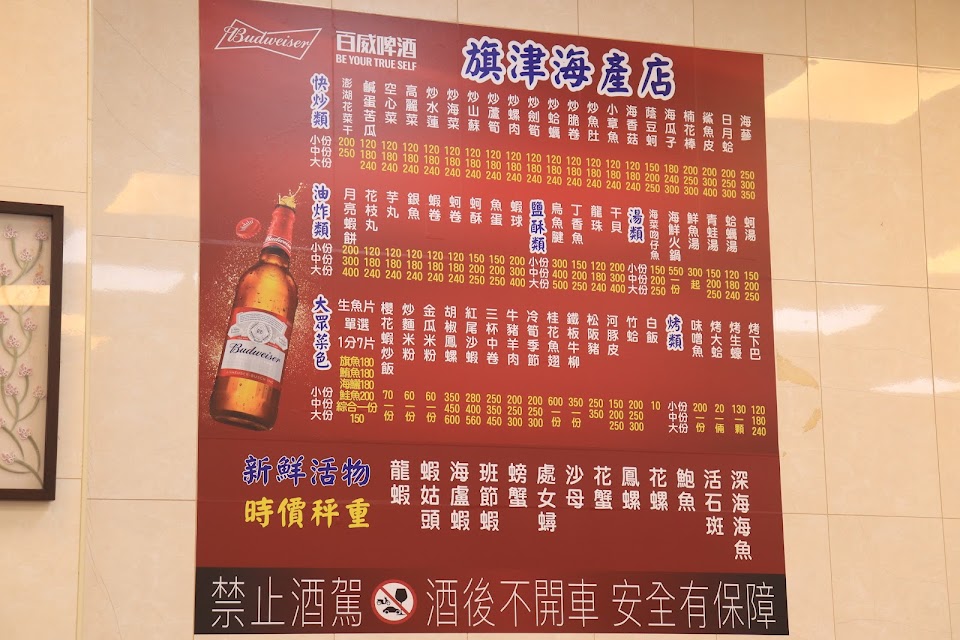 Budweiser
百威啤酒
BE YOUR TRUE SELF
旗津海產店
快炒類
小份
中份
大份
澎湖花菜干 200 250
鹹蛋苦瓜 120 180 240
空心菜 120 180 240
高麗菜 120 180 240
炒水蓮 120 180 240
炒海菜 120 180 240
炒山蘇 120 180 240
炒蘆筍 120 180 240
炒螺肉 120 180 240
炒劍筍 120 180 240
炒蛤蠣 120 180 240
炒脆卷 120 180 240
炒魚肚 120 180 240
小章魚 120 180 240
海香菇 120 180 240
蔭豆蚵 150 200 250
海瓜子 180 240 300
楠花棒 200 250 300
鯊魚皮 200 300 400
日月蛤 200 250 300
海蔘 250 300 350
油炸類
小份
中份
大份
月亮蝦餅 200 300 400
花枝丸 120 180 240
芋丸 120 180 240
銀魚 120 180 240
蝦卷 120 180 240
蚵卷 120 180 240
蚵酥 150 200 250
魚蛋 150 200 250
蝦球 200 300 400
鹽酥類
小份
中份
大份
烏魚腱 300 400 500
丁香魚 150 200 250
龍珠 120 180 240
干貝 200 300 400
湯類
小份
中份
大份
海菜吻仔魚 150 200 250
海鮮火鍋 550 一份
鮮魚湯 300 起
青蛙湯 150 200 250
蛤蠣湯 120 180 240
蚵湯 150 200 250
大眾菜色
小份
中份
大份
生魚片
單選
1分7片
旗魚180
鮪魚180
海鱺180
鮭魚200
綜合一份
150
櫻花蝦炒飯 70 一份
炒麵米粉 60 一份
金瓜米粉 60 一份
胡椒鳳螺 350 450 600
紅尾沙蝦 280 400 560
三杯中卷 250 350 450
牛豬羊肉 200 250 300
冷筍季節 200 250 300
桂花魚翅 600 一份
鐵板牛柳 350 一份
松阪豬 250 350
河豚皮 150 200 250
竹蛤 200 250 300
白飯 10
烤類
小份
中份
大份
味噌魚 200 一份
烤大蛤 20 一倆
烤生蠔 130 一顆
烤下巴 120 180 240
新鮮活物
時價秤重
龍蝦
蝦姑頭
海盧蝦
班節蝦
螃蟹
處女蟳
沙母
花蟹
鳳螺
花螺
鮑魚
活石斑
深海海魚
禁止酒駕 酒後不開車 安全有保障